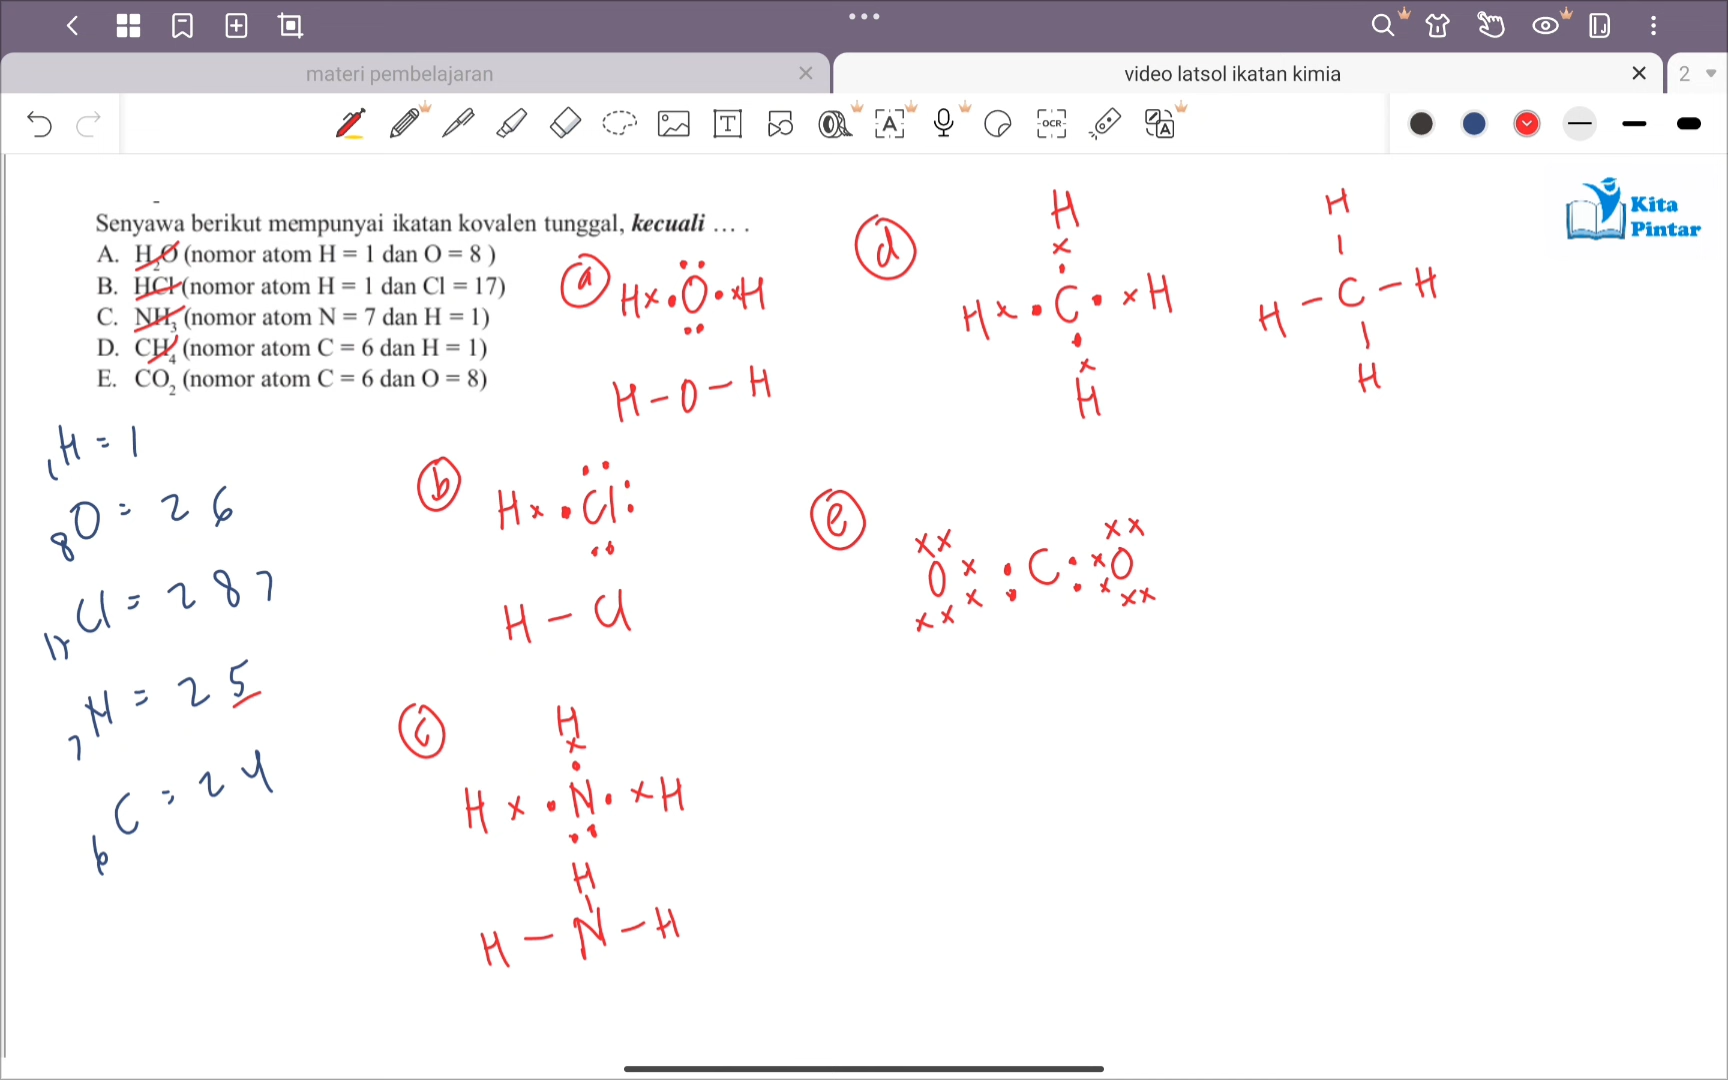 materi pembelajaran
video latsol ikatan kimia
2
T
A
OCR
A
Kita
Pintar
Senyawa berikut mempunyai ikatan kovalen tunggal, kecuali ... .
A. H₂O (nomor atom H = 1 dan O = 8 )
B. HCl (nomor atom H = 1 dan Cl = 17)
C. NH₃ (nomor atom N = 7 dan H = 1)
D. CH₄ (nomor atom C = 6 dan H = 1)
E. CO₂ (nomor atom C = 6 dan O = 8)
₁H = 1
₈O = 2 6
₁₇Cl = 2 8 7
₇N = 2 5
₆C = 2 4
a
H x • O • x H
H - O - H
b
H x • Cl
H - Cl
c
H
x
H x • N • x H
H
H - N - H
d
H
x
H x • C • x H
x
H
H
H - C - H
H
e
x x x x
O x : C : x O
x x x x x x